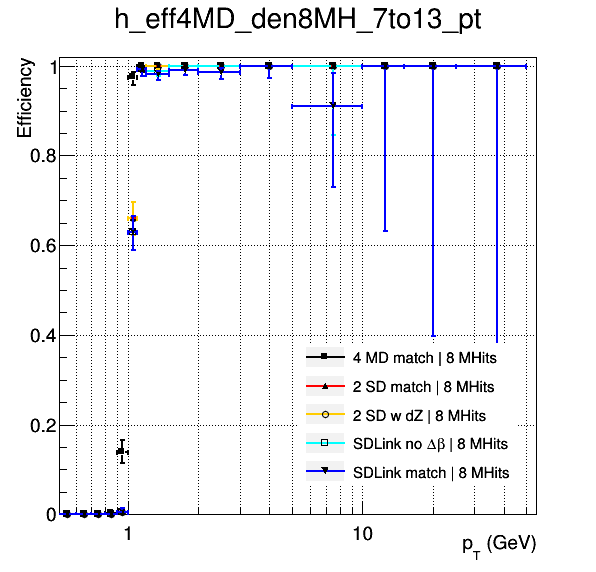 h_eff4MD_den8MH_7to13_pt
Efficiency
1
0.8
0.6
0.4
0.2
0
4 MD match | 8 MHits
2 SD match | 8 MHits
2 SD w dZ | 8 MHits
SDLink no Δβ | 8 MHits
SDLink match | 8 MHits
1
10
p_T (GeV)